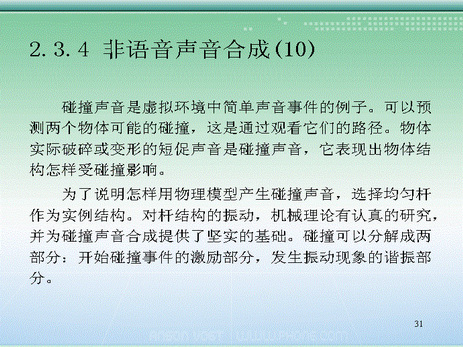 2.3.4 非语音声音合成(10)
碰撞声音是虚拟环境中简单声音事件的例子。可以预
测两个物体可能的碰撞，这是通过观看它们的路径。物体
实际破碎或变形的短促声音是碰撞声音，它表现出物体结
构怎样受碰撞影响。
为了说明怎样用物理模型产生碰撞声音，选择均匀杆
作为实例结构。对杆结构的振动，机械理论有认真的研究，
并为碰撞声音合成提供了坚实的基础。碰撞可以分解成两
部分：开始碰撞事件的激励部分，发生振动现象的谐振部
分。
31